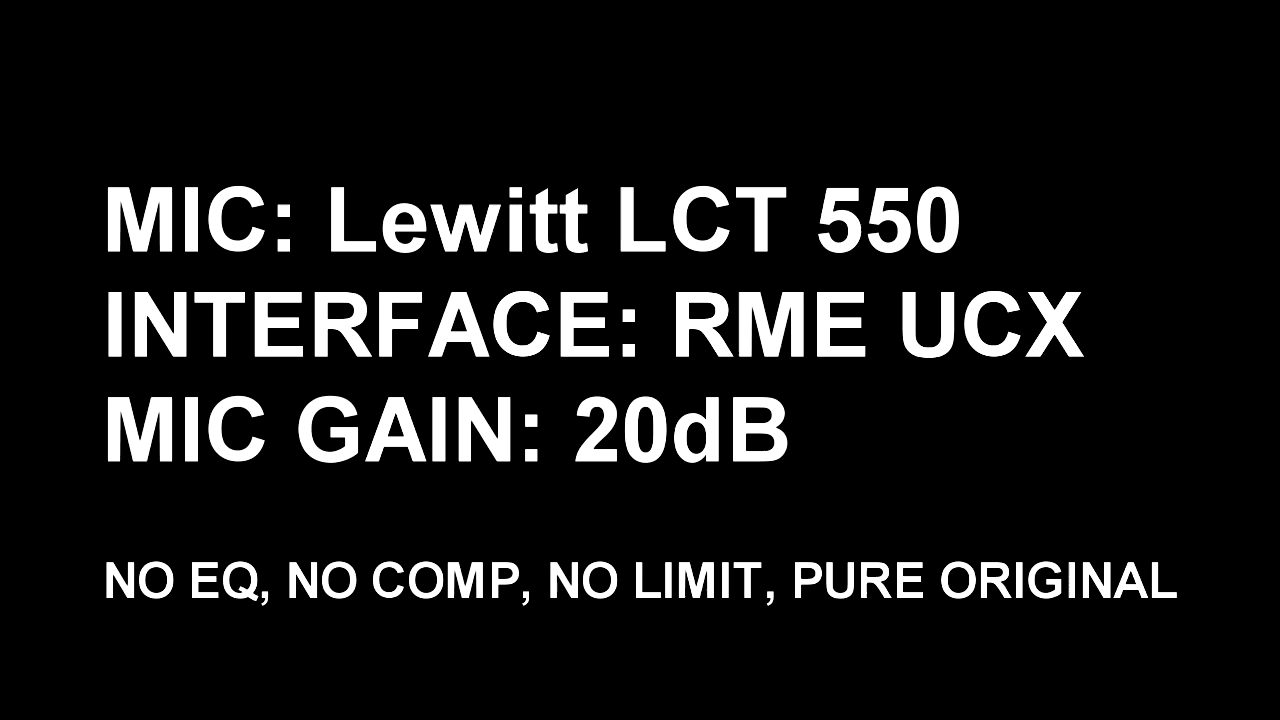 MIC: Lewitt LCT 550
INTERFACE: RME UCX
MIC GAIN: 20dB
NO EQ, NO COMP, NO LIMIT, PURE ORIGINAL